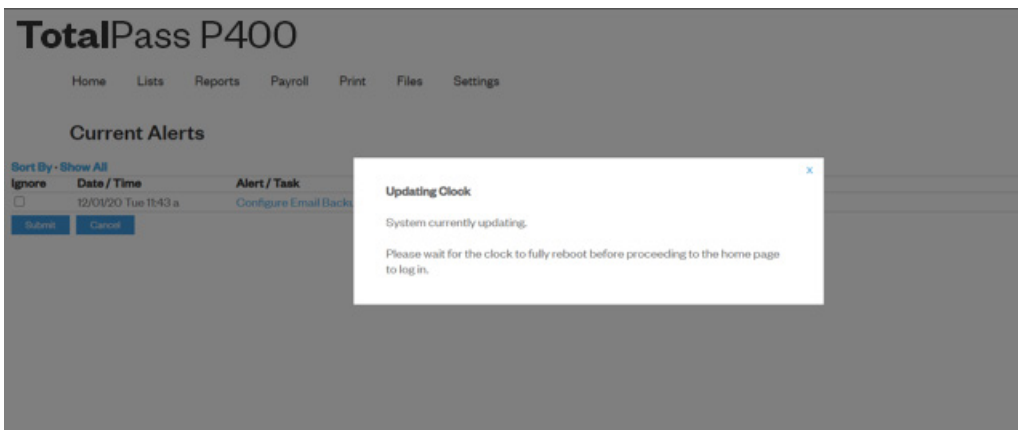 TotalPass P400
Home Lists Reports Payroll Print Files Settings
Current Alerts
Sort By • Show All
Ignore Date / Time Alert / Task
12/01/20 Tue 11:43 a Configure Email
Submit Cancel
x
Updating Clock
System currently updating.
Please wait for the clock to fully reboot before proceeding to the home page
to log in.